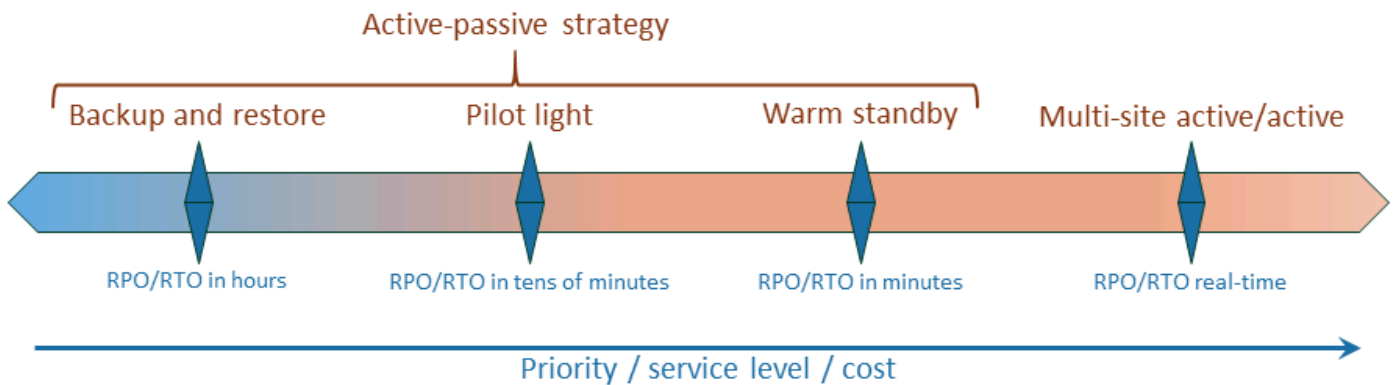 Active-passive strategy
Backup and restore
Pilot light
Warm standby
Multi-site active/active
RPO/RTO in hours
RPO/RTO in tens of minutes
RPO/RTO in minutes
RPO/RTO real-time
Priority / service level / cost